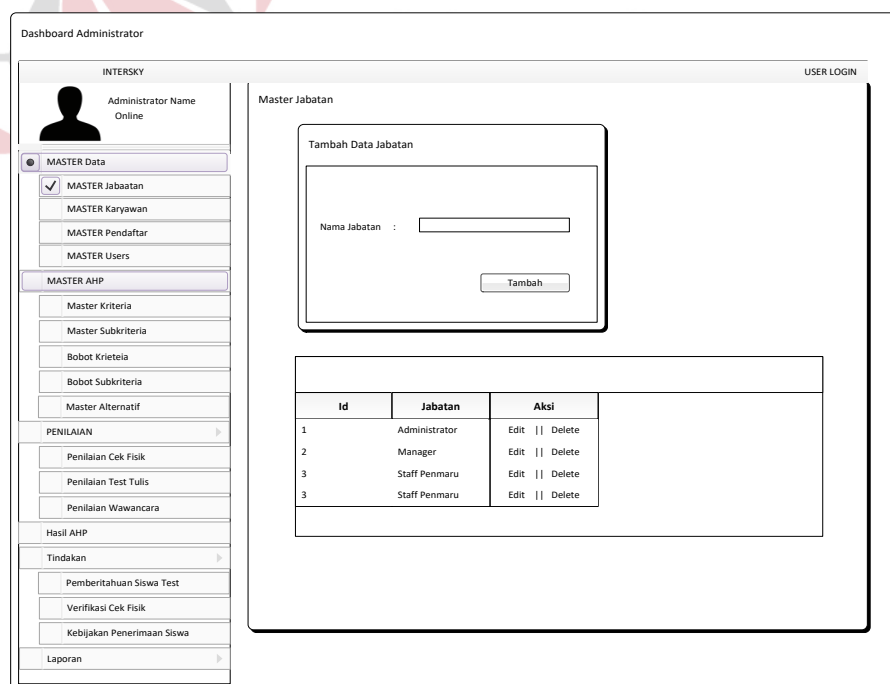 Dashboard Administrator
INTERSKY USER LOGIN
Administrator Name
Online
MASTER Data
MASTER Jabaatan
MASTER Karyawan
MASTER Pendaftar
MASTER Users
MASTER AHP
Master Kriteria
Master Subkriteria
Bobot Krieteia
Bobot Subkriteria
Master Alternatif
PENILAIAN
Penilaian Cek Fisik
Penilaian Test Tulis
Penilaian Wawancara
Hasil AHP
Tindakan
Pemberitahuan Siswa Test
Verifikasi Cek Fisik
Kebijakan Penerimaan Siswa
Laporan
Master Jabatan
Tambah Data Jabatan
Nama Jabatan :
Tambah
Id Jabatan Aksi
1 Administrator Edit || Delete
2 Manager Edit || Delete
3 Staff Penmaru Edit || Delete
3 Staff Penmaru Edit || Delete